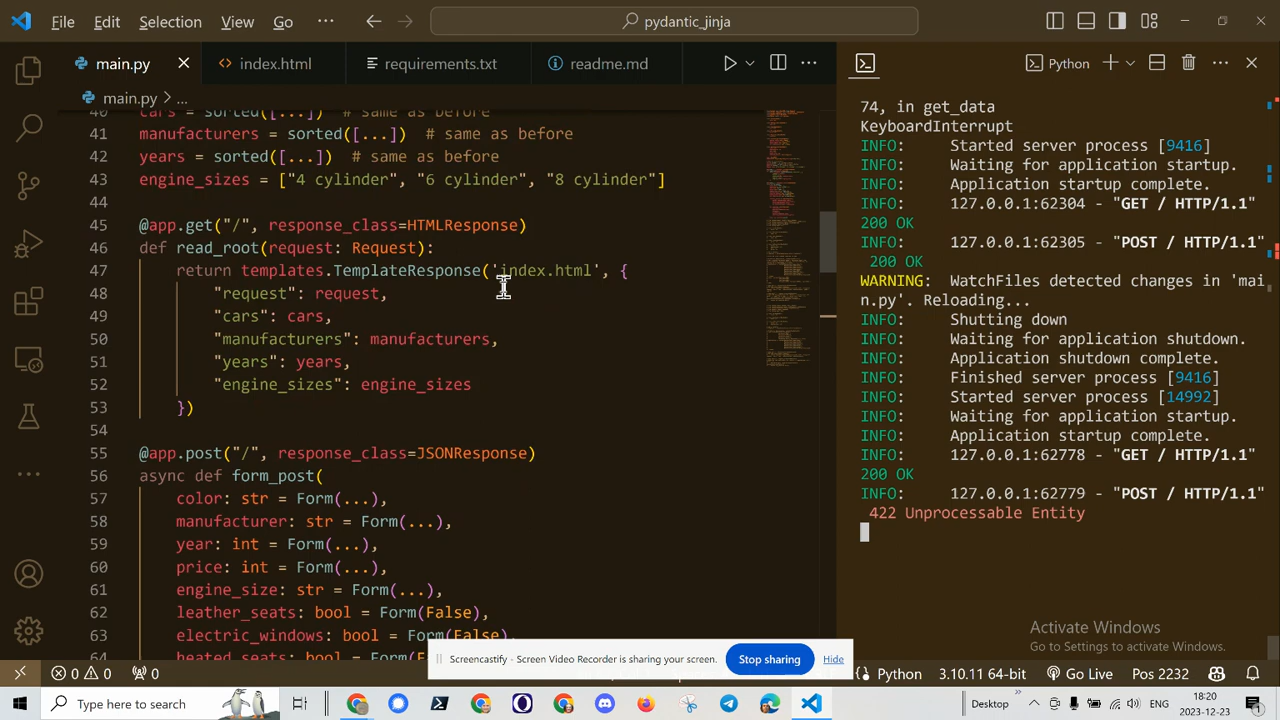 File Edit Selection View Go ··· pydantic_jinja
main.py index.html requirements.txt readme.md ··· Python ···
main.py > ...
40 cars = sorted([...]) # same as before
41 manufacturers = sorted([...]) # same as before
42 years = sorted([...]) # same as before
43 engine_sizes = ["4 cylinder", "6 cylinder", "8 cylinder"]
44
45 @app.get("/", response_class=HTMLResponse)
46 def read_root(request: Request):
47 return templates.TemplateResponse('index.html', {
48 "request": request,
49 "cars": cars,
50 "manufacturers": manufacturers,
51 "years": years,
52 "engine_sizes": engine_sizes
53 })
54
55 @app.post("/", response_class=JSONResponse)
56 async def form_post(
57 color: str = Form(...),
58 manufacturer: str = Form(...),
59 year: int = Form(...),
60 price: int = Form(...),
61 engine_size: str = Form(...),
62 leather_seats: bool = Form(False),
63 electric_windows: bool = Form(False),
64 heated_seats: bool = Form(
74, in get_data
KeyboardInterrupt
INFO: Started server process [9416]
INFO: Waiting for application startup.
INFO: Application startup complete.
INFO: 127.0.0.1:62304 - "GET / HTTP/1.1"
200 OK
INFO: 127.0.0.1:62305 - "POST / HTTP/1.1"
200 OK
WARNING: WatchFiles detected changes in 'mai
n.py'. Reloading...
INFO: Shutting down
INFO: Waiting for application shutdown.
INFO: Application shutdown complete.
INFO: Finished server process [9416]
INFO: Started server process [14992]
INFO: Waiting for application startup.
INFO: Application startup complete.
INFO: 127.0.0.1:62778 - "GET / HTTP/1.1"
200 OK
INFO: 127.0.0.1:62779 - "POST / HTTP/1.1"
422 Unprocessable Entity
Activate Windows
Go to Settings to activate Windows.
Screencastify - Screen Video Recorder is sharing your screen. Stop sharing Hide
0 0 0 Python 3.10.11 64-bit Go Live Pos 2232
Type here to search Desktop ENG 18:20
2023-12-23